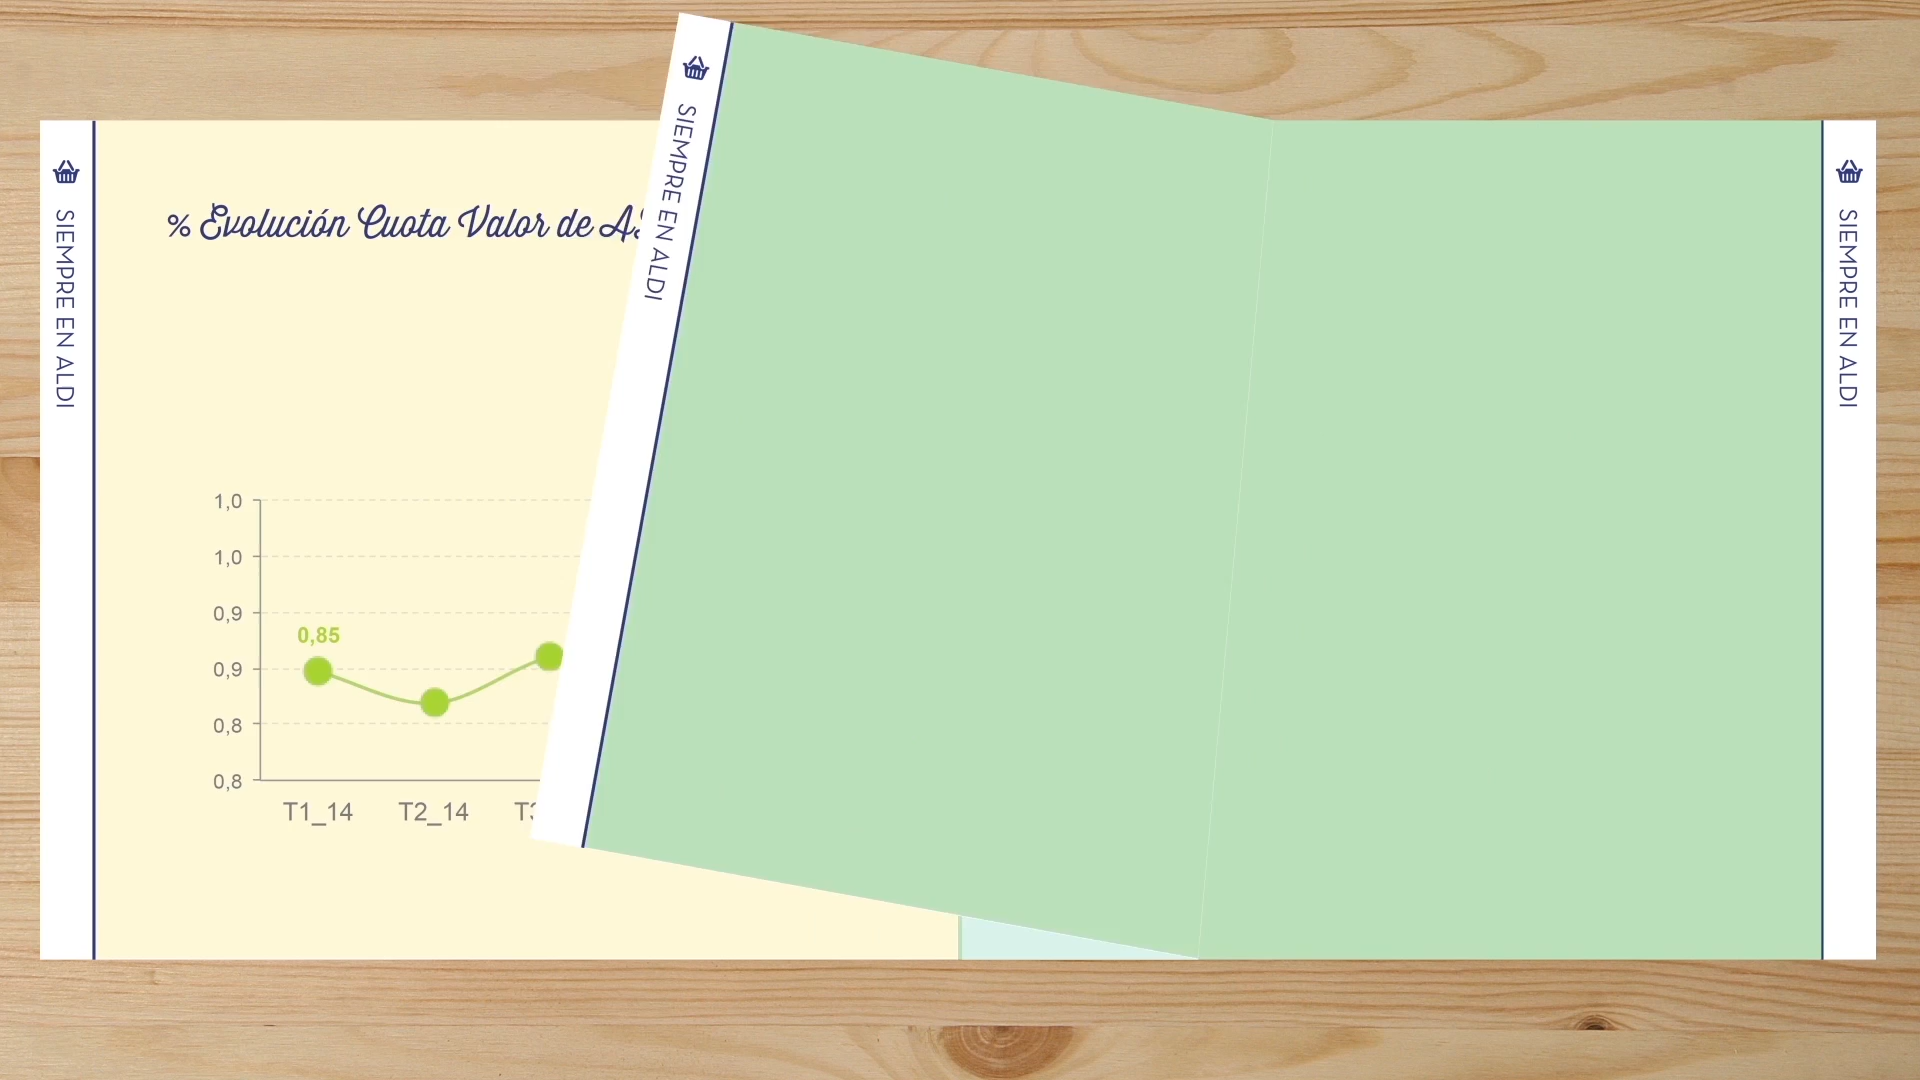 SIEMPRE EN ALDI
% Evolución Cuota Valor de
SIEMPRE EN ALDI
SIEMPRE EN ALDI
1,0
1,0
0,9
0,9
0,8
0,8
0,85
T1_14 T2_14